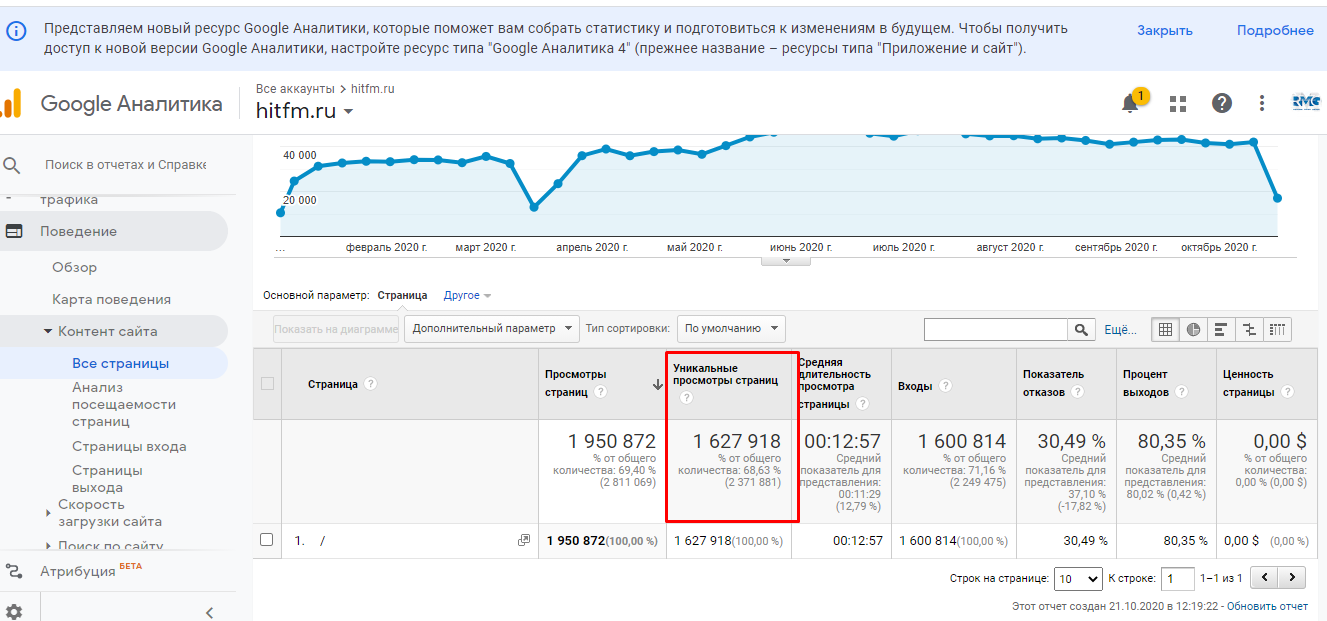 Представляем новый ресурс Google Аналитики, которые поможет вам собрать статистику и подготовиться к изменениям в будущем. Чтобы получить
доступ к новой версии Google Аналитики, настройте ресурс типа "Google Аналитика 4" (прежнее название – ресурсы типа "Приложение и сайт").
Закрыть
Подробнее
Google Аналитика
Все аккаунты > hitfm.ru
hitfm.ru
1
RMG
Поиск в отчетах и Справке
трафика
Поведение
Обзор
Карта поведения
Контент сайта
Все страницы
Анализ
посещаемости
страниц
Страницы входа
Страницы
выхода
Скорость
загрузки сайта
Поиск по сайту
Атрибуция БЕТА
40 000
20 000
... февраль 2020 г. март 2020 г. апрель 2020 г. май 2020 г. июнь 2020 г. июль 2020 г. август 2020 г. сентябрь 2020 г. октябрь 2020 г.
Основной параметр: Страница Другое
Показать на диаграмме Дополнительный параметр Тип сортировки: По умолчанию Ещё...
Страница ?
Просмотры
страниц ?
Уникальные
просмотры страниц
?
Средняя
длительность
просмотра
страницы ?
Входы ?
Показатель
отказов ?
Процент
выходов ?
Ценность
страницы ?
1 950 872
% от общего
количества: 69,40 %
(2 811 069)
1 627 918
% от общего
количества: 68,63 %
(2 371 881)
00:12:57
Средний
показатель для
представления:
00:11:29
(12,79 %)
1 600 814
% от общего
количества: 71,16 %
(2 249 475)
30,49 %
Средний
показатель для
представления:
37,10 %
(-17,82 %)
80,35 %
Средний
показатель для
представления:
80,02 % (0,42 %)
0,00 $
% от общего
количества:
0,00 % (0,00 $)
1. / 1 950 872(100,00 %) 1 627 918(100,00 %) 00:12:57 1 600 814(100,00 %) 30,49 % 80,35 % 0,00 $ (0,00 %)
Строк на странице: 10 К строке: 1 1–1 из 1
Этот отчет создан 21.10.2020 в 12:19:22 - Обновить отчет